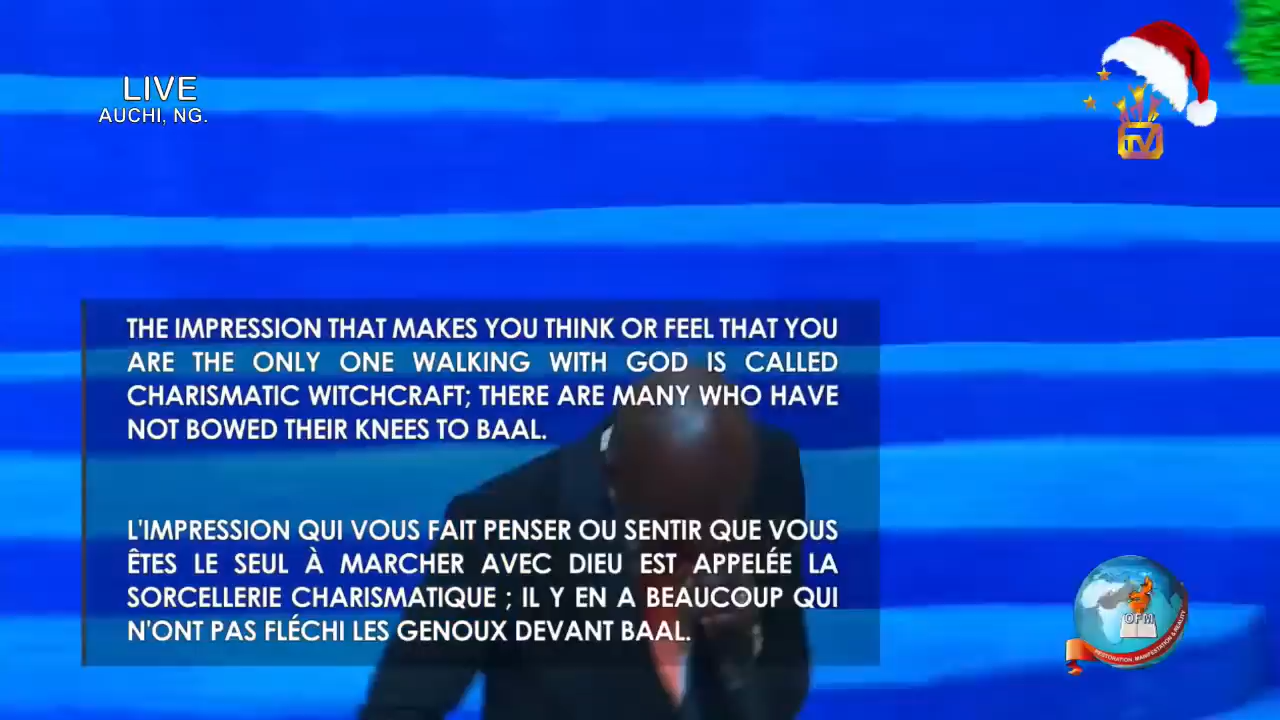 LIVE
AUCHI, NG.
TV
THE IMPRESSION THAT MAKES YOU THINK OR FEEL THAT YOU
ARE THE ONLY ONE WALKING WITH GOD IS CALLED
CHARISMATIC WITCHCRAFT; THERE ARE MANY WHO HAVE
NOT BOWED THEIR KNEES TO BAAL.
L'IMPRESSION QUI VOUS FAIT PENSER OU SENTIR QUE VOUS
ÊTES LE SEUL À MARCHER AVEC DIEU EST APPELÉE LA
SORCELLERIE CHARISMATIQUE ; IL Y EN A BEAUCOUP QUI
N'ONT PAS FLÉCHI LES GENOUX DEVANT BAAL.
OFM
RESTORATION, MANIFESTATION & REALITY